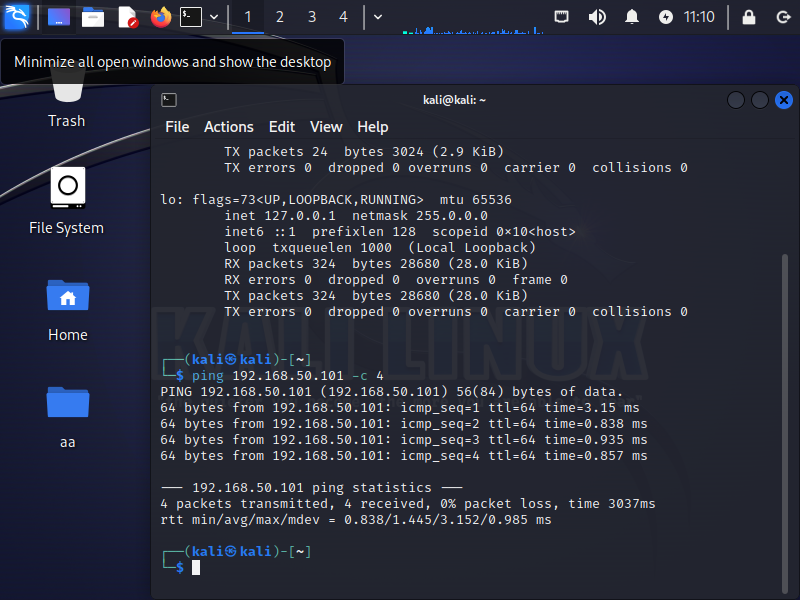 1 2 3 4 11:10
Minimize all open windows and show the desktop
Trash
File System
Home
aa
kali@kali: ~
File Actions Edit View Help
TX packets 24 bytes 3024 (2.9 KiB)
TX errors 0 dropped 0 overruns 0 carrier 0 collisions 0
lo: flags=73<UP,LOOPBACK,RUNNING> mtu 65536
inet 127.0.0.1 netmask 255.0.0.0
inet6 ::1 prefixlen 128 scopeid 0×10<host>
loop txqueuelen 1000 (Local Loopback)
RX packets 324 bytes 28680 (28.0 KiB)
RX errors 0 dropped 0 overruns 0 frame 0
TX packets 324 bytes 28680 (28.0 KiB)
TX errors 0 dropped 0 overruns 0 carrier 0 collisions 0
KALI LINUX
┌──(kali㉿kali)-[~]
└─$ ping 192.168.50.101 -c 4
PING 192.168.50.101 (192.168.50.101) 56(84) bytes of data.
64 bytes from 192.168.50.101: icmp_seq=1 ttl=64 time=3.15 ms
64 bytes from 192.168.50.101: icmp_seq=2 ttl=64 time=0.838 ms
64 bytes from 192.168.50.101: icmp_seq=3 ttl=64 time=0.935 ms
64 bytes from 192.168.50.101: icmp_seq=4 ttl=64 time=0.857 ms
─── 192.168.50.101 ping statistics ───
4 packets transmitted, 4 received, 0% packet loss, time 3037ms
rtt min/avg/max/mdev = 0.838/1.445/3.152/0.985 ms
┌──(kali㉿kali)-[~]
└─$